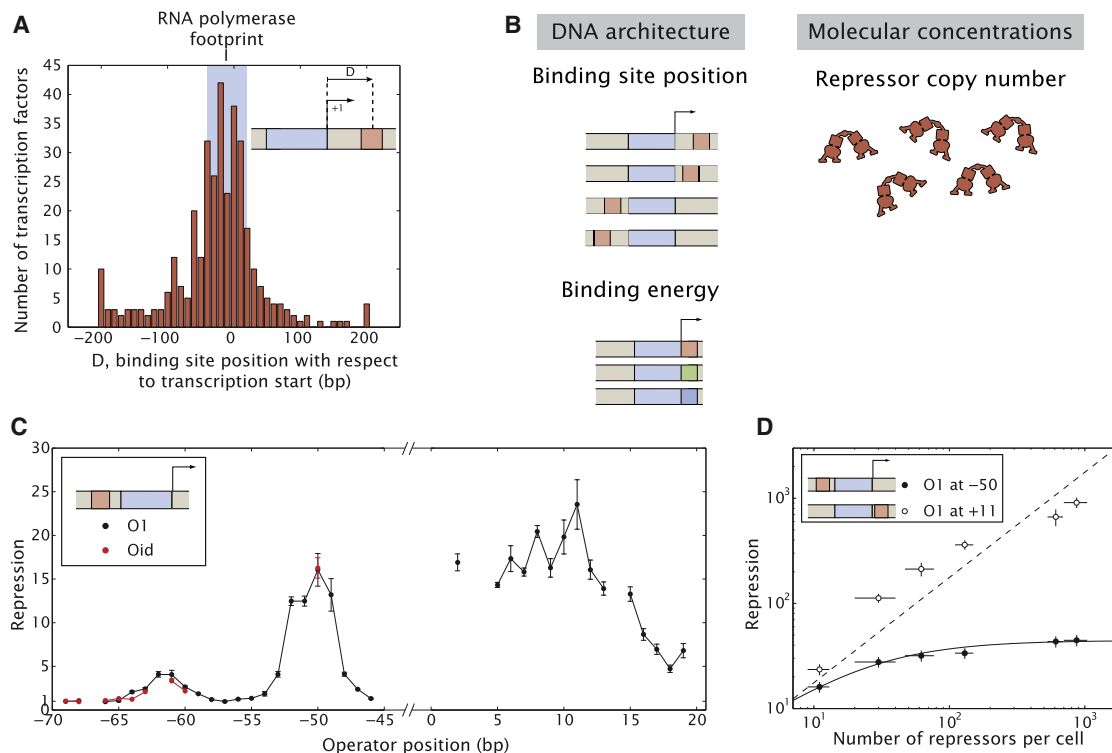 A
RNA polymerase
footprint
Number of transcription factors
45
40
35
30
25
20
15
10
5
0
−200
−100
0
100
200
D
+1
D, binding site position with respect
to transcription start (bp)
B
DNA architecture
Binding site position
Binding energy
Molecular concentrations
Repressor copy number
C
Repression
30
25
20
15
10
5
1
O1
Oid
−70
−65
−60
−55
−50
−45
0
5
10
15
20
Operator position (bp)
D
Repression
10³
10²
10¹
O1 at −50
O1 at +11
10¹
10²
10³
Number of repressors per cell